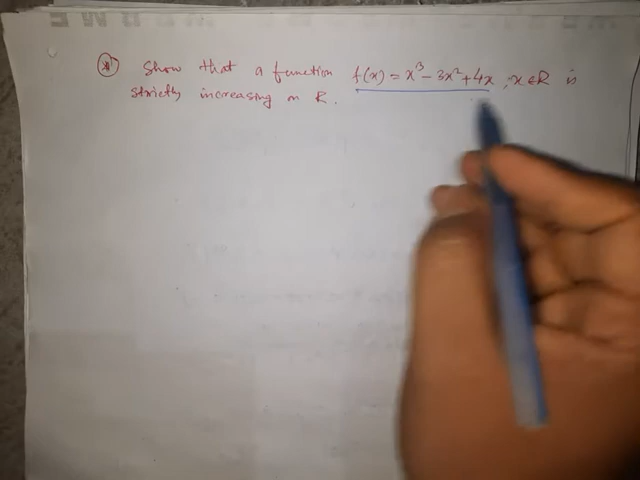 Show that a function f(x) = x³ - 3x² + 4x, x ∈ R is
strictly increasing on R.